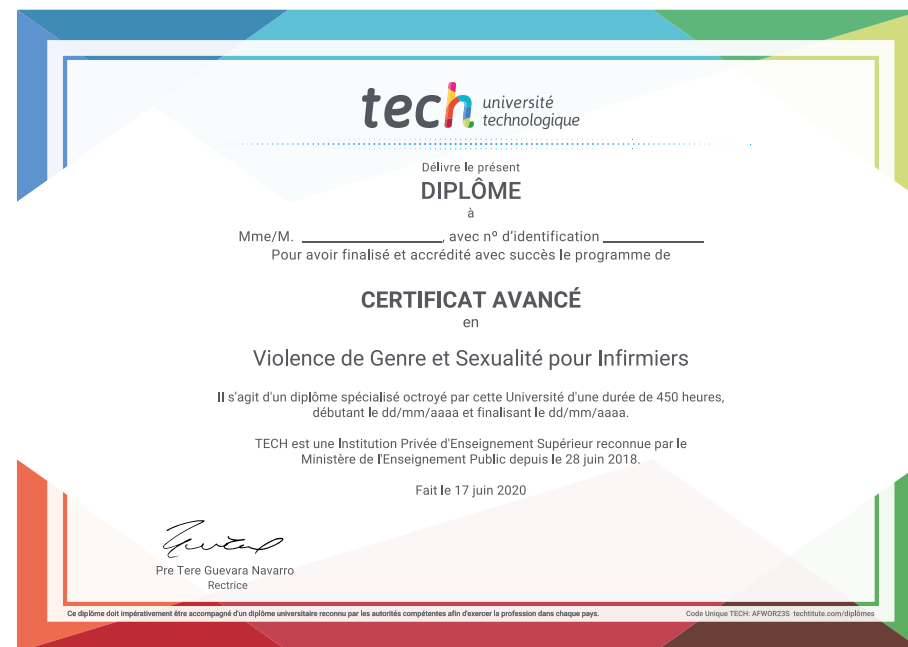 tech université
technologique
Délivre le présent
DIPLÔME
à
Mme/M. ____________________, avec nº d'identification ______________
Pour avoir finalisé et accrédité avec succès le programme de
CERTIFICAT AVANCÉ
en
Violence de Genre et Sexualité pour Infirmiers
Il s'agit d'un diplôme spécialisé octroyé par cette Université d'une durée de 450 heures,
débutant le dd/mm/aaaa et finalisant le dd/mm/aaaa.
TECH est une Institution Privée d'Enseignement Supérieur reconnue par le
Ministère de l'Enseignement Public depuis le 28 juin 2018.
Fait le 17 juin 2020
Pre Tere Guevara Navarro
Rectrice
Ce diplôme doit impérativement être accompagné d'un diplôme universitaire reconnu par les autorités compétentes afin d'exercer la profession dans chaque pays.
Code Unique TECH: AFWOR23S techtitute.com/diplômes